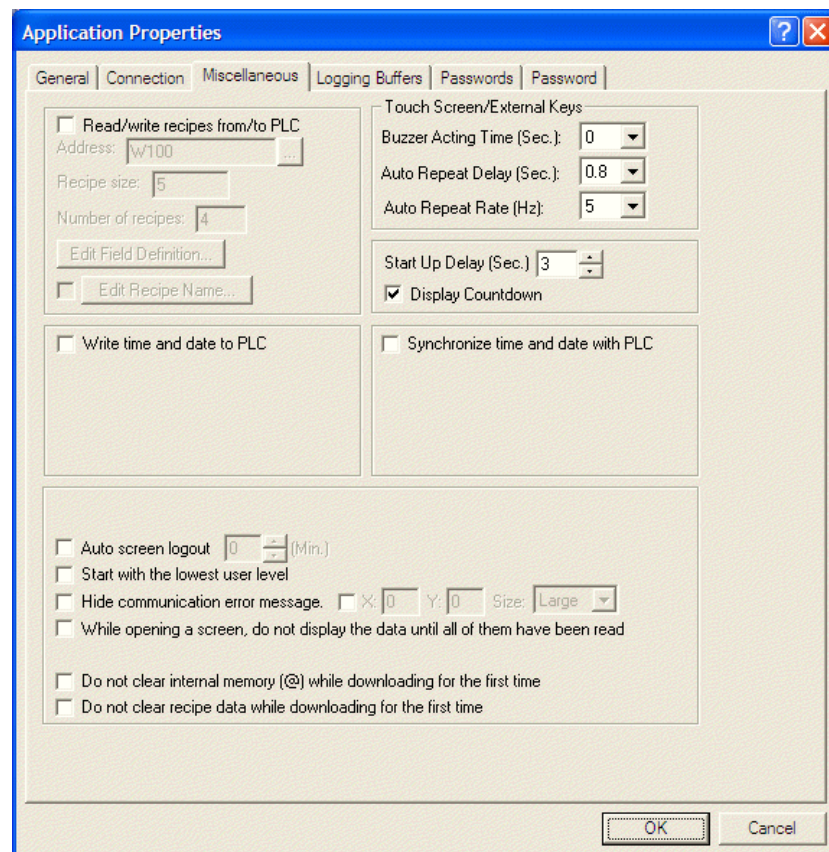 Application Properties
General Connection Miscellaneous Logging Buffers Passwords Password
Read/write recipes from/to PLC
Address: W100 ...
Recipe size: 5
Number of recipes: 4
Edit Field Definition...
Edit Recipe Name...
Touch Screen/External Keys
Buzzer Acting Time (Sec.): 0
Auto Repeat Delay (Sec.): 0.8
Auto Repeat Rate (Hz): 5
Start Up Delay (Sec.) 3
Display Countdown
Write time and date to PLC
Synchronize time and date with PLC
Auto screen logout 0 (Min.)
Start with the lowest user level
Hide communication error message. X: 0 Y: 0 Size: Large
While opening a screen, do not display the data until all of them have been read
Do not clear internal memory (@) while downloading for the first time
Do not clear recipe data while downloading for the first time
OK Cancel